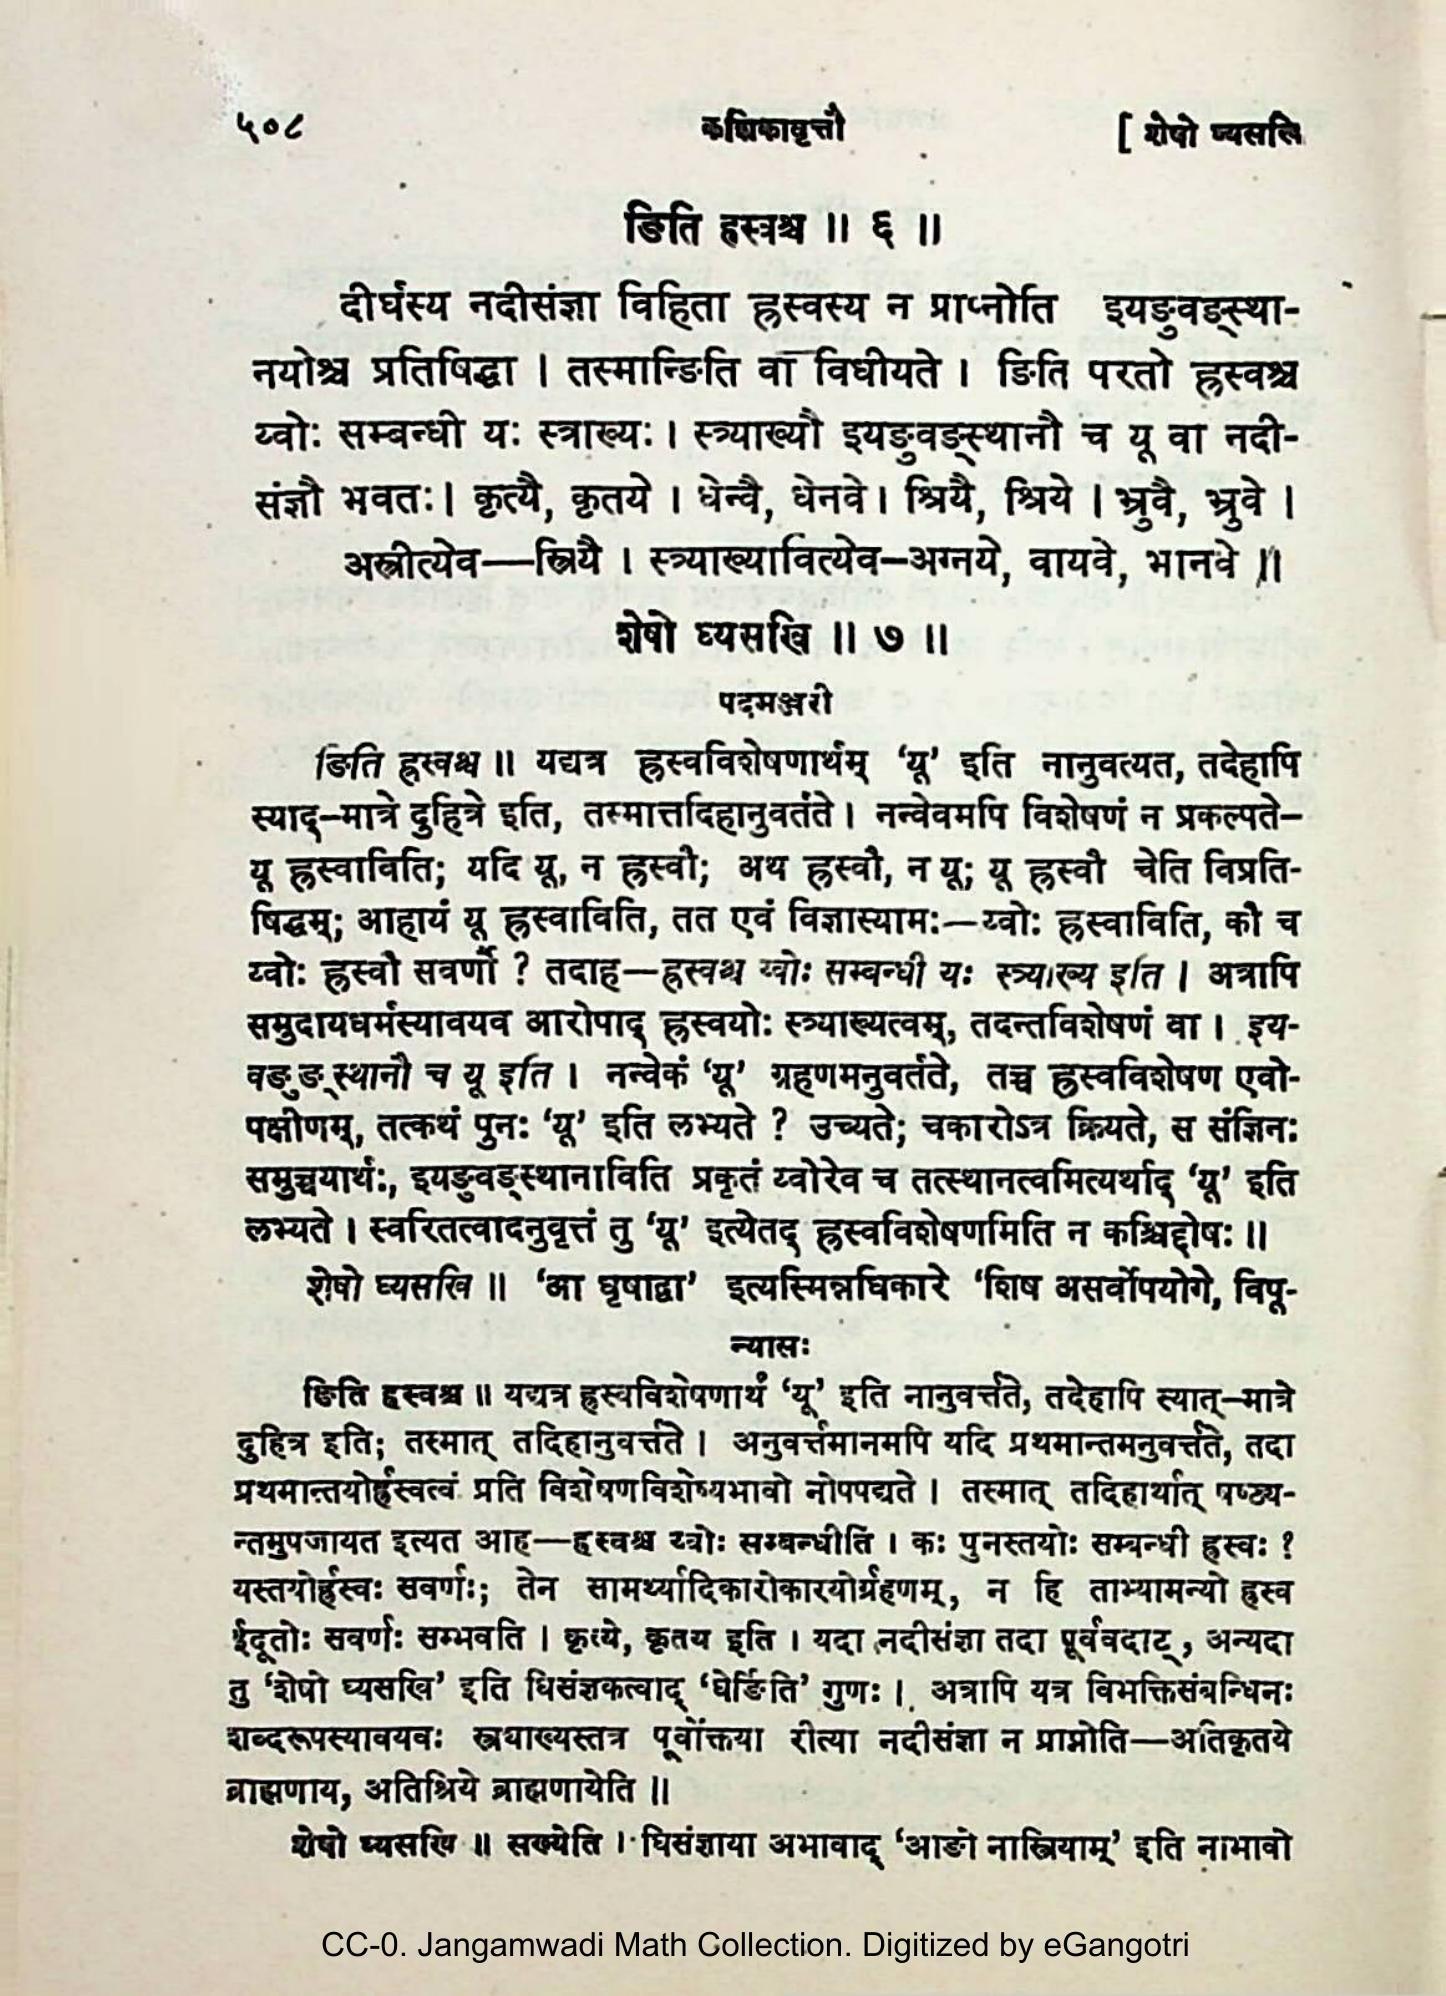 ५०८ काशिकावृत्तौ [ शेषो घ्यसखि
ङिति ह्रस्वश्च ॥ ६ ॥
दीर्घस्य नदीसंज्ञा विहिता ह्रस्वस्य न प्राप्नोति इयङुवङ्स्था-
नयोश्च प्रतिषिद्धा । तस्मान्ङिति वा विधीयते । ङिति परतो ह्रस्वश्च
य्वोः सम्बन्धी यः स्त्राख्यः । स्त्र्याख्यौ इयङुवङ्स्थानौ च यू वा नदी-
संज्ञौ भवतः । कृत्यै, कृतये । धेन्वै, धेनवे । श्रियै, श्रिये । भ्रुवै, भ्रुवे ।
अस्त्रीत्येव—स्त्रियै । स्त्र्याख्यावित्येव—अग्नये, वायवे, भानवे ॥
शेषो घ्यसखि ॥ ७ ॥
पदमञ्जरी
ङिति ह्रस्वश्च ॥ यद्यत्र ह्रस्वविशेषणार्थम् ‘यू’ इति नानुवत्यत, तदेहापि
स्याद्—मात्रे दुहित्रे इति, तस्मात्तदिहानुवर्तते । नन्वेवमपि विशेषणं न प्रकल्पते—
यू ह्रस्वाविति; यदि यू, न ह्रस्वौ; अथ ह्रस्वौ, न यू; यू ह्रस्वौ चेति विप्रति-
षिद्धम्; आहायं यू ह्रस्वाविति, तत एवं विज्ञास्यामः—य्वोः ह्रस्वाविति, कौ च
य्वोः ह्रस्वौ सवर्णौ ? तदाह—ह्रस्वश्च य्वोः सम्बन्धी यः स्त्र्याख्य इति । अत्रापि
समुदायधर्मस्यावयव आरोपाद् ह्रस्वयोः स्त्र्याख्यत्वम्, तदन्तविशेषणं वा । इय-
वङुङ्स्थानौ च यू इति । नन्वेकं ‘यू’ ग्रहणमनुवर्तते, तच्च ह्रस्वविशेषण एवो-
पक्षीणम्, तत्कथं पुनः ‘यू’ इति लभ्यते ? उच्यते; चकारोऽत्र क्रियते, स संज्ञिनः
समुच्चयार्थः, इयङुवङ्स्थानाविति प्रकृतं य्वोरेव च तत्स्थानत्वमित्यर्थाद् ‘यू’ इति
लभ्यते । स्वरितत्वादनुवृत्तं तु ‘यू’ इत्येतद् ह्रस्वविशेषणमिति न कश्चिद्दोषः ॥
शेषो घ्यसखि ॥ ‘आ धृषाद्वा’ इत्यस्मिन्नधिकारे ‘शिष असर्वोपयोगे, विपू-
न्यासः
ङिति ह्रस्वश्च ॥ यद्यत्र ह्रस्वविशेषणार्थं ‘यू’ इति नानुवर्त्तते, तदेहापि स्यात्—मात्रे
दुहित्र इति; तस्मात् तदिहानुवर्त्तते । अनुवर्त्तमानमपि यदि प्रथमान्तमनुवर्त्तते, तदा
प्रथमान्तयोर्ह्रस्वत्वं प्रति विशेषणविशेष्यभावो नोपपद्यते । तस्मात् तदिहार्थात् षष्ठ्य-
न्तमुपजायत इत्यत आह—ह्रस्वश्च य्वोः सम्बन्धीति । कः पुनस्तयोः सम्बन्धी ह्रस्वः ?
यस्तयोर्ह्रस्वः सवर्णः; तेन सामर्थ्यादिकारोकारयोर्ग्रहणम्, न हि ताभ्यामन्यो ह्रस्व
ईदूतोः सवर्णः सम्भवति । कृत्ये, कृतय इति । यदा नदीसंज्ञा तदा पूर्ववदाट्, अन्यदा
तु ‘शेषो घ्यसखि’ इति घिसंज्ञकत्वाद् ‘घेर्ङिति’ गुणः । अत्रापि यत्र विभक्तिसंबन्धिनः
शब्दरूपस्यावयवः स्त्र्याख्यस्तत्र पूर्वोक्तया रीत्या नदीसंज्ञा न प्राप्नोति—अतिकृतये
ब्राह्मणाय, अतिश्रिये ब्राह्मणायेति ॥
शेषो घ्यसखि ॥ सख्येति । घिसंज्ञाया अभावाद् ‘आङो नास्त्रियाम्’ इति नाभावो
CC-0. Jangamwadi Math Collection. Digitized by eGangotri